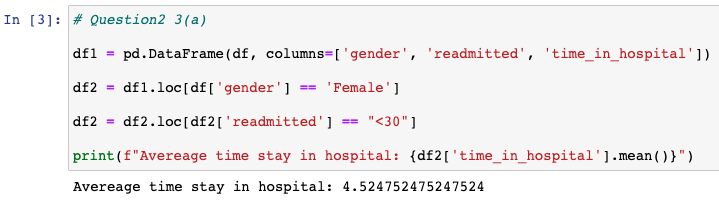 In [3]: # Question2 3(a)
df1 = pd.DataFrame(df, columns=['gender', 'readmitted', 'time_in_hospital'])
df2 = df1.loc[df['gender'] == 'Female']
df2 = df2.loc[df2['readmitted'] == "<30"]
print(f"Avereage time stay in hospital: {df2['time_in_hospital'].mean()}")
Avereage time stay in hospital: 4.524752475247524